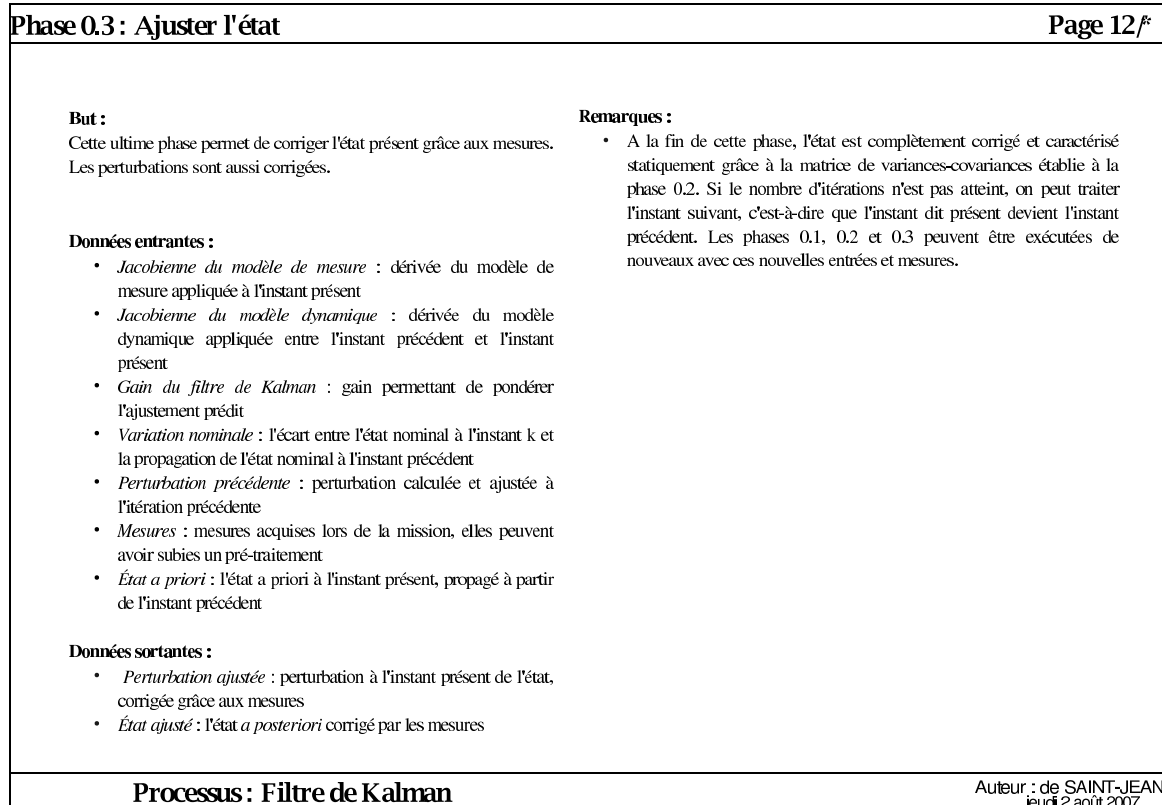 Phase 0.3 : Ajuster l'état
Page 12/*
But :
Cette ultime phase permet de corriger l'état présent grâce aux mesures.
Les perturbations sont aussi corrigées.
Données entrantes :
• Jacobienne du modèle de mesure : dérivée du modèle de
mesure appliquée à l'instant présent
• Jacobienne du modèle dynamique : dérivée du modèle
dynamique appliquée entre l'instant précédent et l'instant
présent
• Gain du filtre de Kalman : gain permettant de pondérer
l'ajustement prédit
• Variation nominale : l'écart entre l'état nominal à l'instant k et
la propagation de l'état nominal à l'instant précédent
• Perturbation précédente : perturbation calculée et ajustée à
l'itération précédente
• Mesures : mesures acquises lors de la mission, elles peuvent
avoir subies un pré-traitement
• État a priori : l'état a priori à l'instant présent, propagé à partir
de l'instant précédent
Données sortantes :
• Perturbation ajustée : perturbation à l'instant présent de l'état,
corrigée grâce aux mesures
• État ajusté : l'état a posteriori corrigé par les mesures
Remarques :
• A la fin de cette phase, l'état est complètement corrigé et caractérisé
statiquement grâce à la matrice de variances-covariances établie à la
phase 0.2. Si le nombre d'itérations n'est pas atteint, on peut traiter
l'instant suivant, c'est-à-dire que l'instant dit présent devient l'instant
précédent. Les phases 0.1, 0.2 et 0.3 peuvent être exécutées de
nouveaux avec ces nouvelles entrées et mesures.
Processus : Filtre de Kalman
Auteur : de SAINT-JEAN
jeudi 2 août 2007